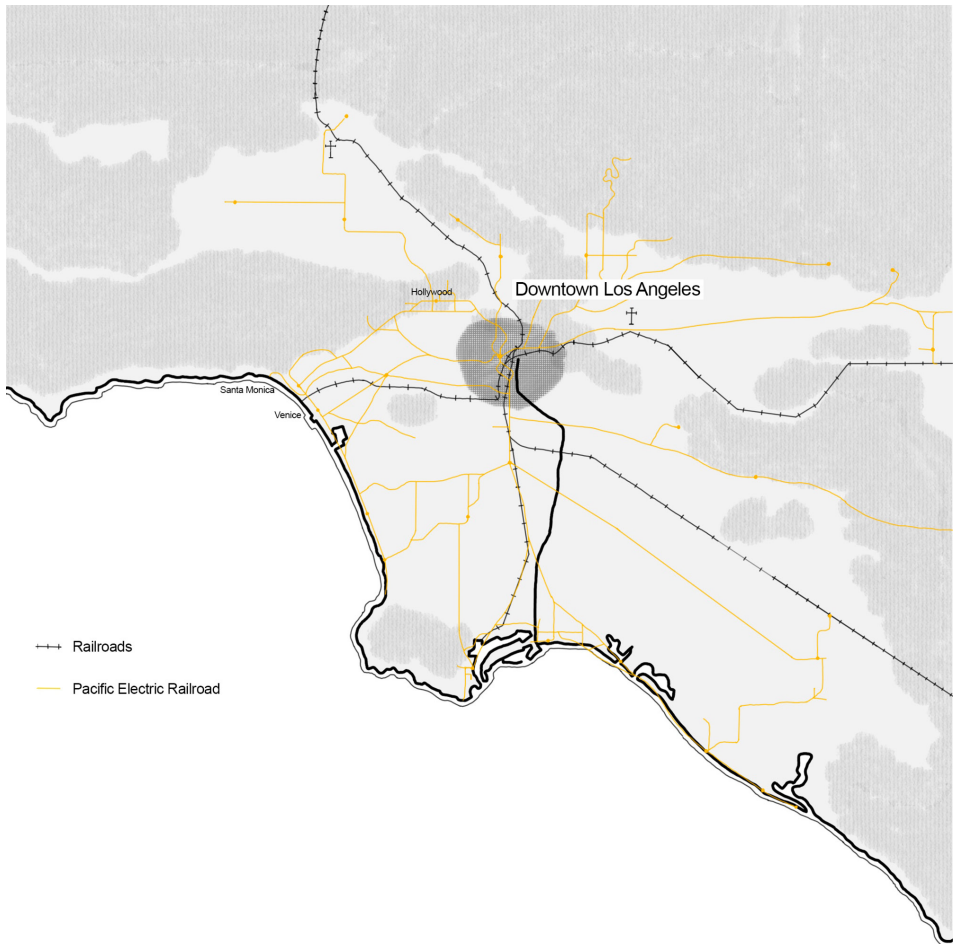 Downtown Los Angeles
Hollywood
Santa Monica
Venice
Railroads
Pacific Electric Railroad